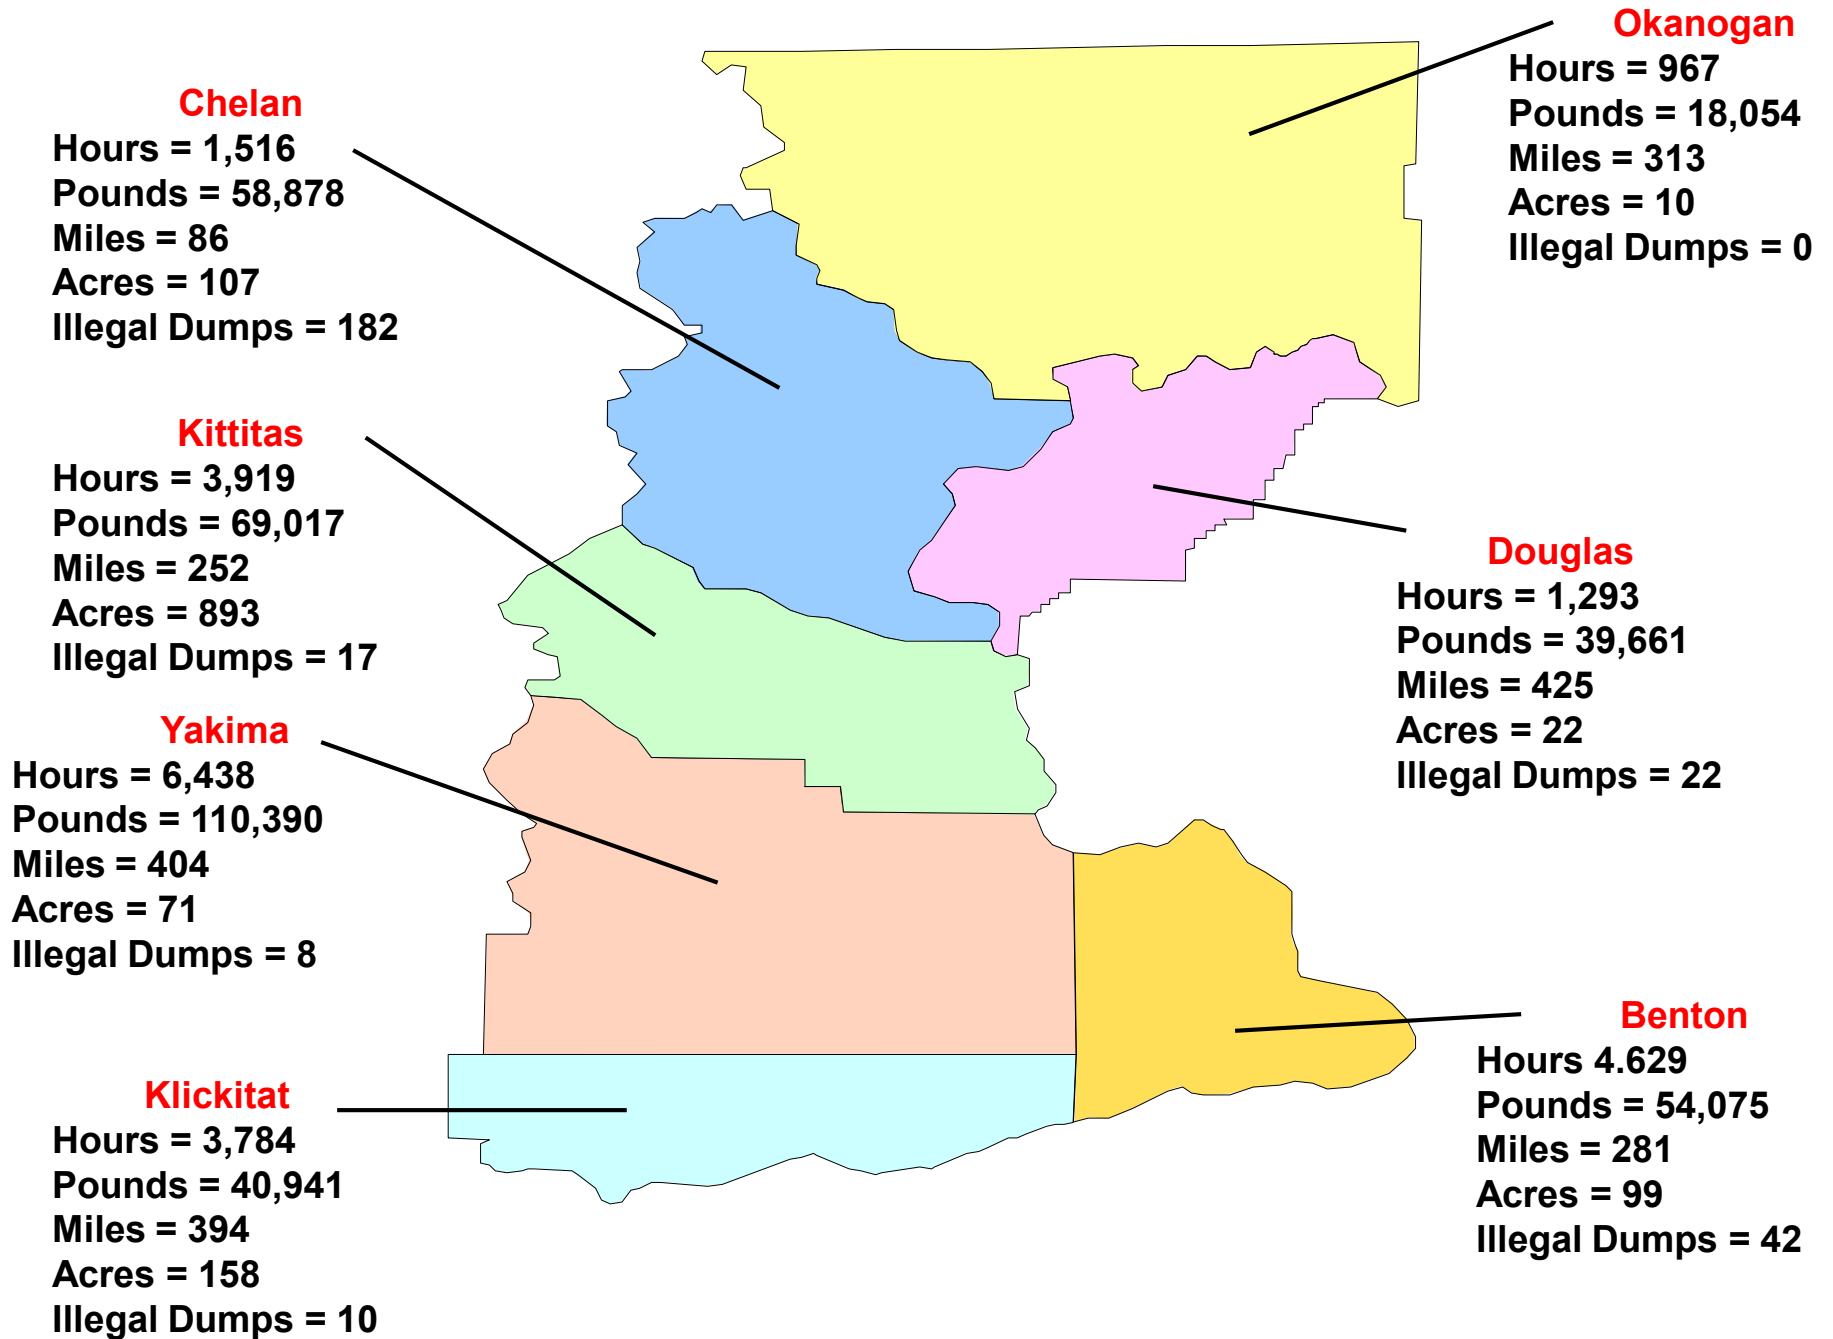 Okanogan
Hours = 967
Pounds = 18,054
Miles = 313
Acres = 10
Illegal Dumps = 0
Chelan
Hours = 1,516
Pounds = 58,878
Miles = 86
Acres = 107
Illegal Dumps = 182
Kittitas
Hours = 3,919
Pounds = 69,017
Miles = 252
Acres = 893
Illegal Dumps = 17
Douglas
Hours = 1,293
Pounds = 39,661
Miles = 425
Acres = 22
Illegal Dumps = 22
Yakima
Hours = 6,438
Pounds = 110,390
Miles = 404
Acres = 71
Illegal Dumps = 8
Benton
Hours 4.629
Pounds = 54,075
Miles = 281
Acres = 99
Illegal Dumps = 42
Klickitat
Hours = 3,784
Pounds = 40,941
Miles = 394
Acres = 158
Illegal Dumps = 10